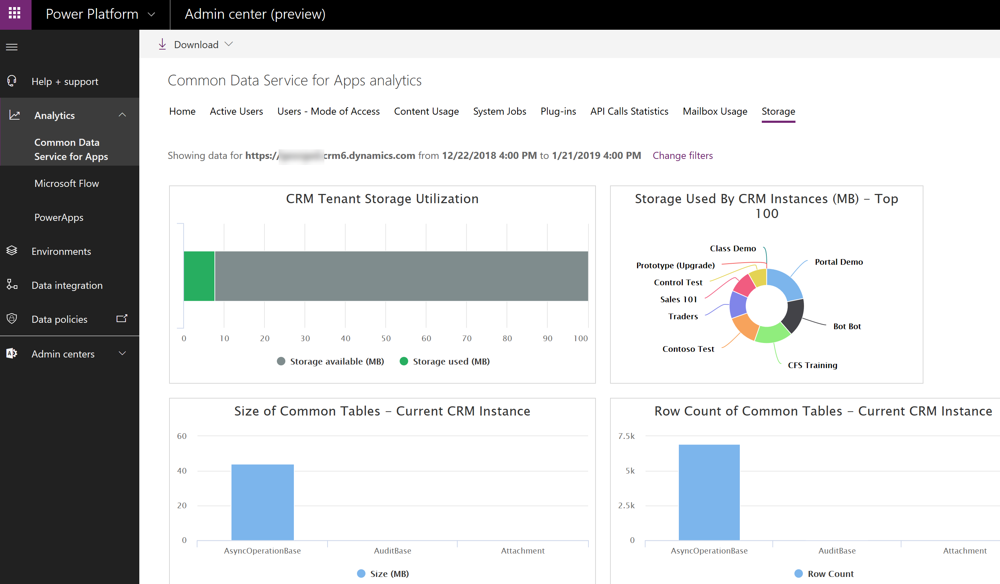 Power Platform
Admin center (preview)
Download
Help + support
Analytics
Common Data
Service for Apps
Microsoft Flow
PowerApps
Environments
Data integration
Data policies
Admin centers
Common Data Service for Apps analytics
Home Active Users Users - Mode of Access Content Usage System Jobs Plug-ins API Calls Statistics Mailbox Usage Storage
Showing data for https:// crm6.dynamics.com from 12/22/2018 4:00 PM to 1/21/2019 4:00 PM Change filters
CRM Tenant Storage Utilization
0 10 20 30 40 50 60 70 80 90 100
Storage available (MB) Storage used (MB)
Storage Used By CRM Instances (MB) – Top
100
Class Demo
Portal Demo
Prototype (Upgrade)
Control Test
Sales 101
Traders
Bot Bot
Contoso Test
CFS Training
Size of Common Tables – Current CRM Instance
60
40
20
0
AsyncOperationBase AuditBase Attachment
Size (MB)
Row Count of Common Tables – Current CRM Instance
7.5k
5k
2.5k
0
AsyncOperationBase AuditBase Attachment
Row Count